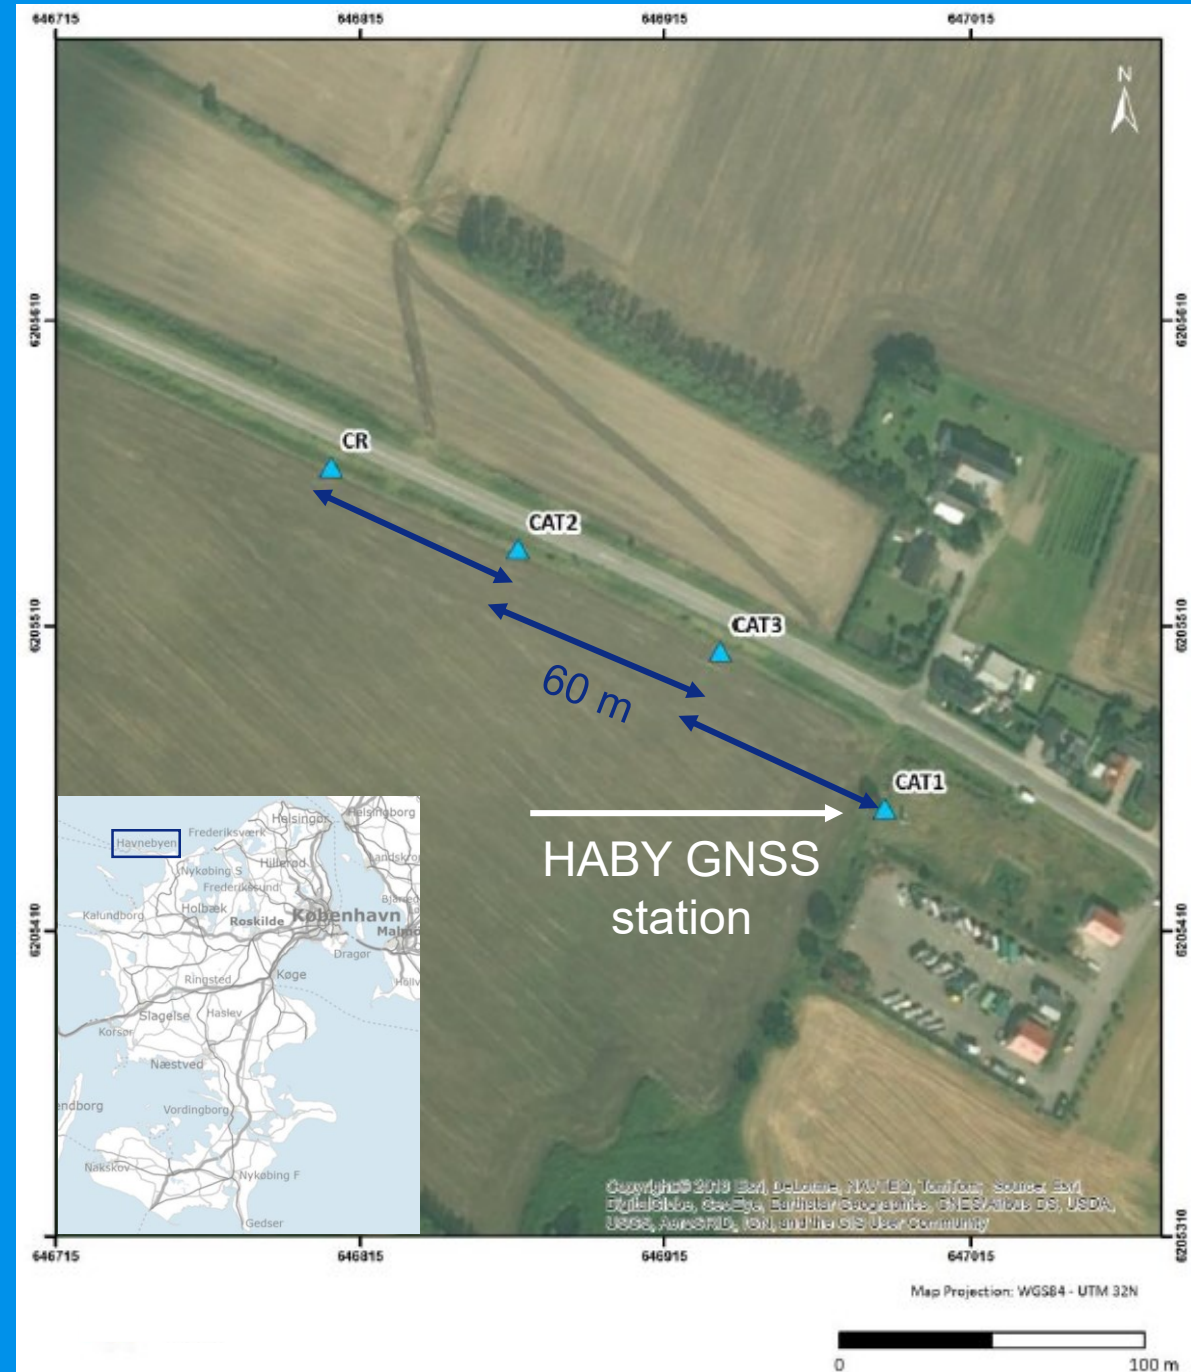 646715 646815 646915 647015
N
6205610 6205610
CR
CAT2
6205510 6205510
CAT3
60 m
CAT1
HABY GNSS
station
Helsingør
Helsingborg
Frederiksværk
Havnebyen
Hillerød
Nykøbing S
Frederikssund
Holbæk
København
Kalundborg
Roskilde
Malmö
Dragør
Køge
Ringsted
Slagelse
Haslev
Korsør
Næstved
Vordingborg
Nakskov
Nykøbing F
Gedser
6205410 6205410
Copyright:© 2013 Esri, DeLorme, NAVTEQ, TomTom; Source: Esri,
DigitalGlobe, GeoEye, Earthstar Geographics, CNES/Airbus DS, USDA,
USGS, AeroGRID, IGN, and the GIS User Community
6205310
646715 646815 646915 647015
Map Projection: WGS84 - UTM 32N
0 100 m